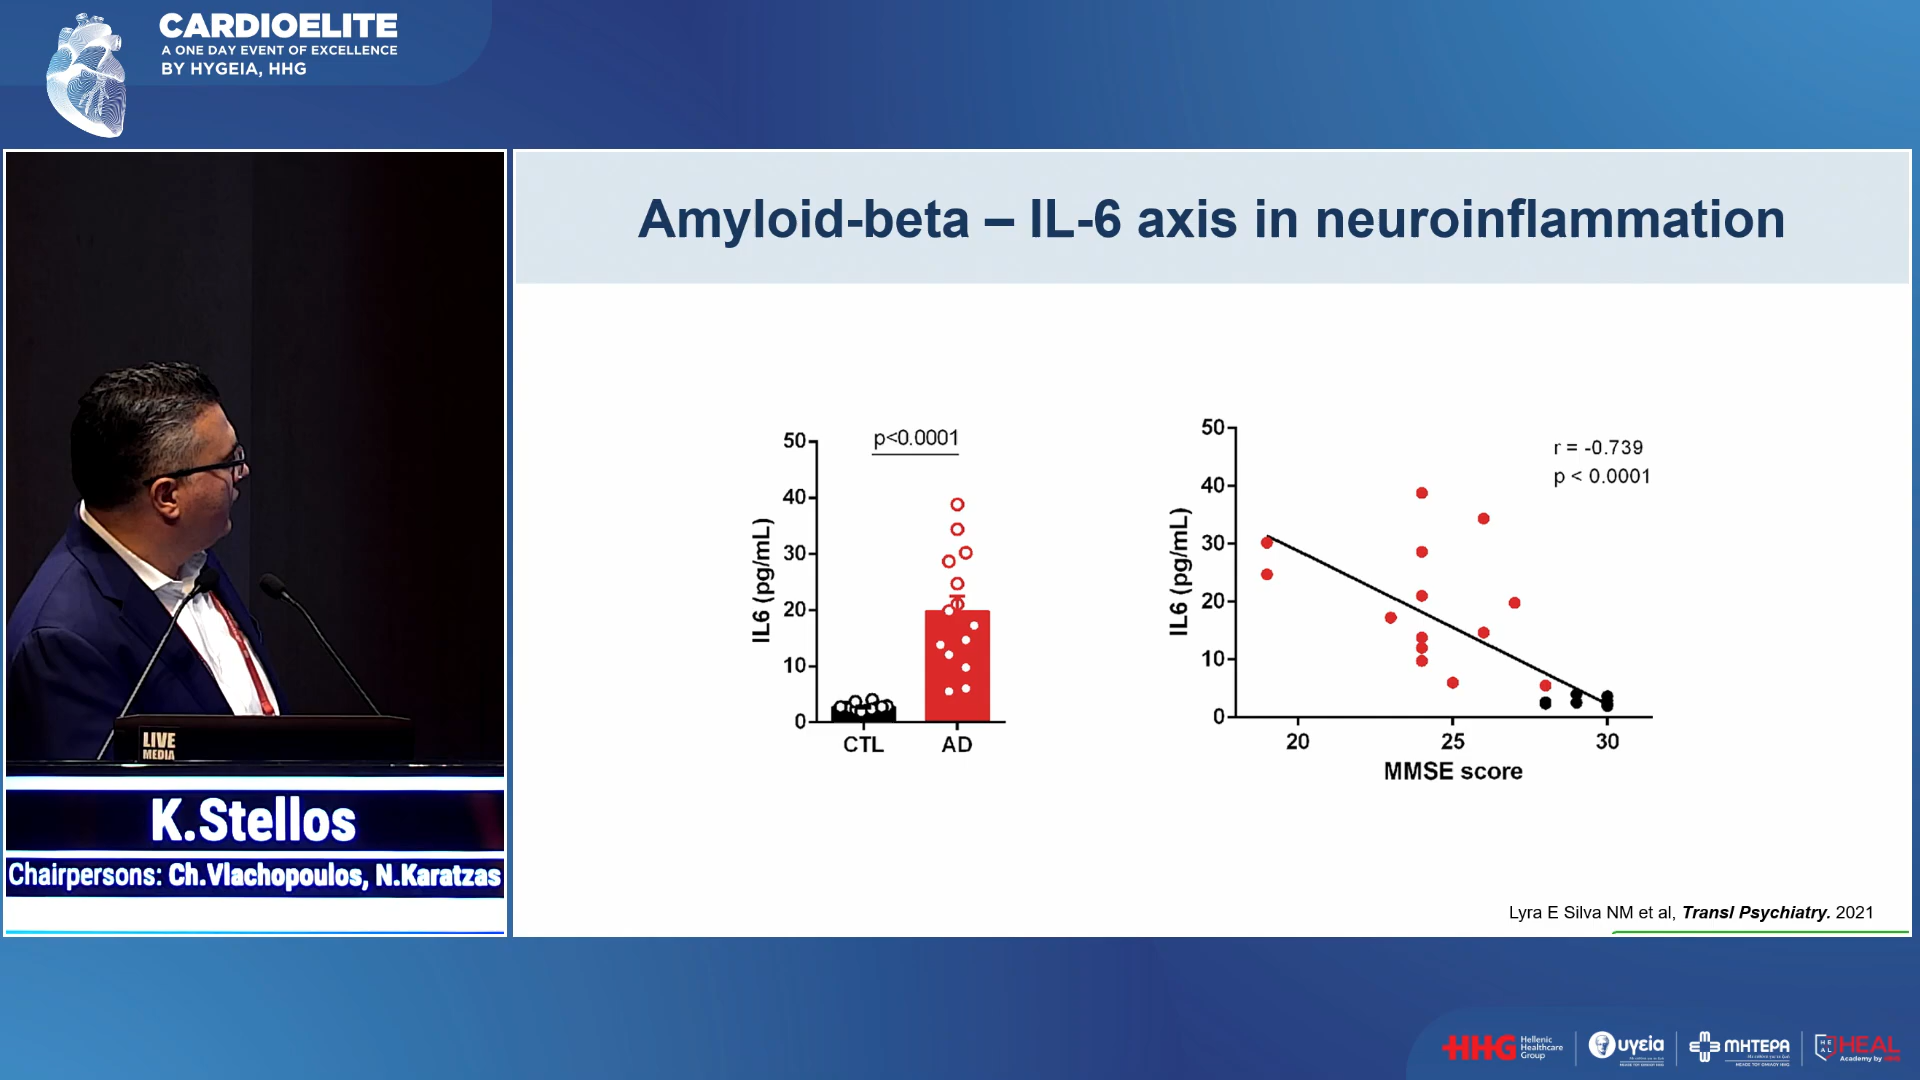 CARDIOELITE
A ONE DAY EVENT OF EXCELLENCE
BY HYGEIA, HHG
LIVE
MEDIA
K.Stellos
Chairpersons: Ch.Vlachopoulos, N.Karatzas
Amyloid-beta – IL-6 axis in neuroinflammation
p<0.0001
50
40
30
20
10
0
IL6 (pg/mL)
CTL AD
r = -0.739
p < 0.0001
50
40
30
20
10
0
IL6 (pg/mL)
20 25 30
MMSE score
Lyra E Silva NM et al, Transl Psychiatry. 2021
HHG Hellenic
Healthcare
Group
υγεία
ΜΗΤΕΡΑ
HEAL
HEAL
Academy by